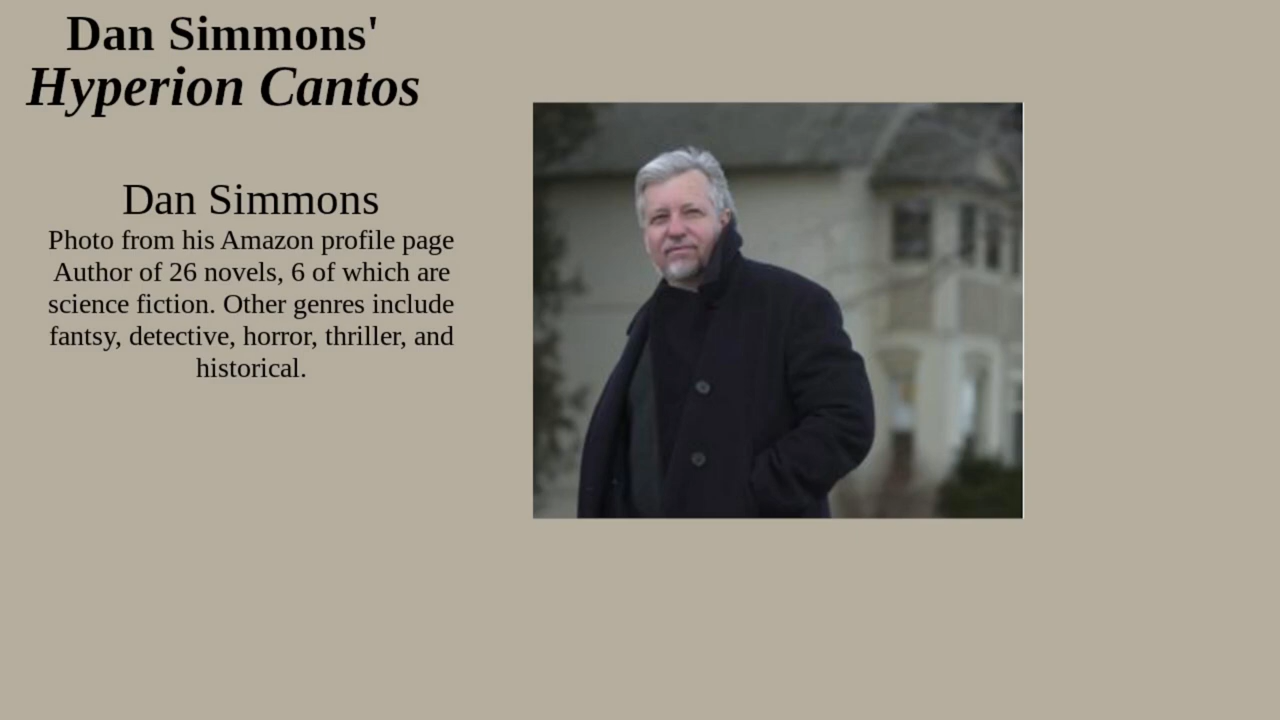 Dan Simmons'
Hyperion Cantos
Dan Simmons
Photo from his Amazon profile page
Author of 26 novels, 6 of which are
science fiction. Other genres include
fantsy, detective, horror, thriller, and
historical.